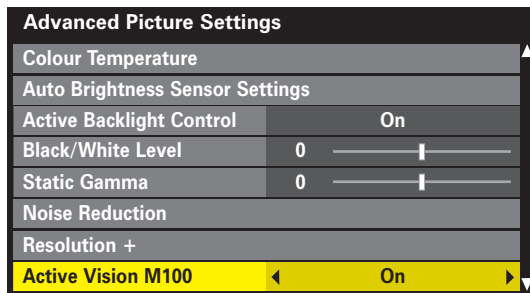 Advanced Picture Settings
Colour Temperature
Auto Brightness Sensor Settings
Active Backlight Control On
Black/White Level 0
Static Gamma 0
Noise Reduction
Resolution +
Active Vision M100 On